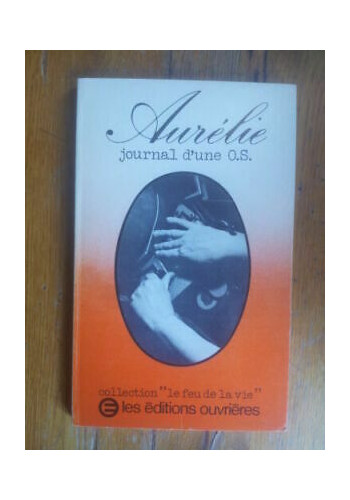 Aurélie
journal d'une O.S.
collection "le feu de la vie"
les éditions ouvrières